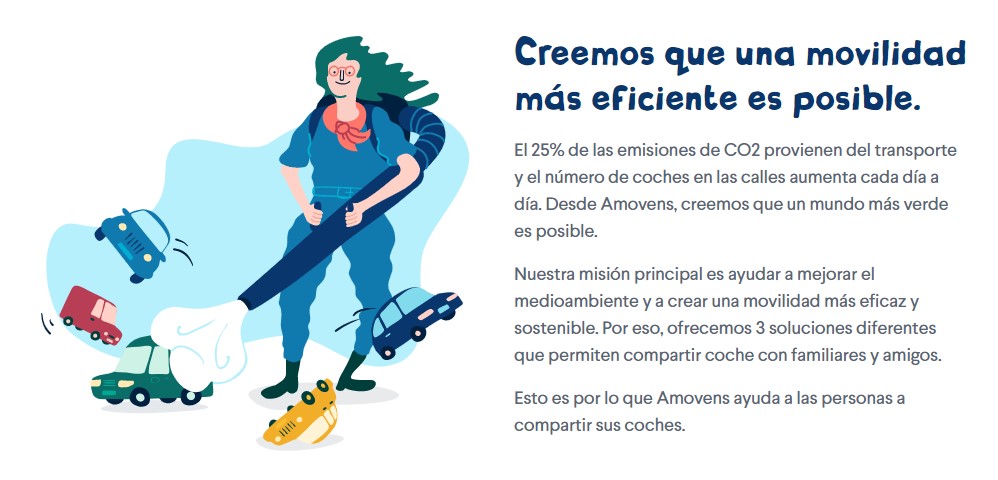 Creemos que una movilidad
más eficiente es posible.
El 25% de las emisiones de CO2 provienen del transporte
y el número de coches en las calles aumenta cada día a
día. Desde Amovens, creemos que un mundo más verde
es posible.
Nuestra misión principal es ayudar a mejorar el
medioambiente y a crear una movilidad más eficaz y
sostenible. Por eso, ofrecemos 3 soluciones diferentes
que permiten compartir coche con familiares y amigos.
Esto es por lo que Amovens ayuda a las personas a
compartir sus coches.